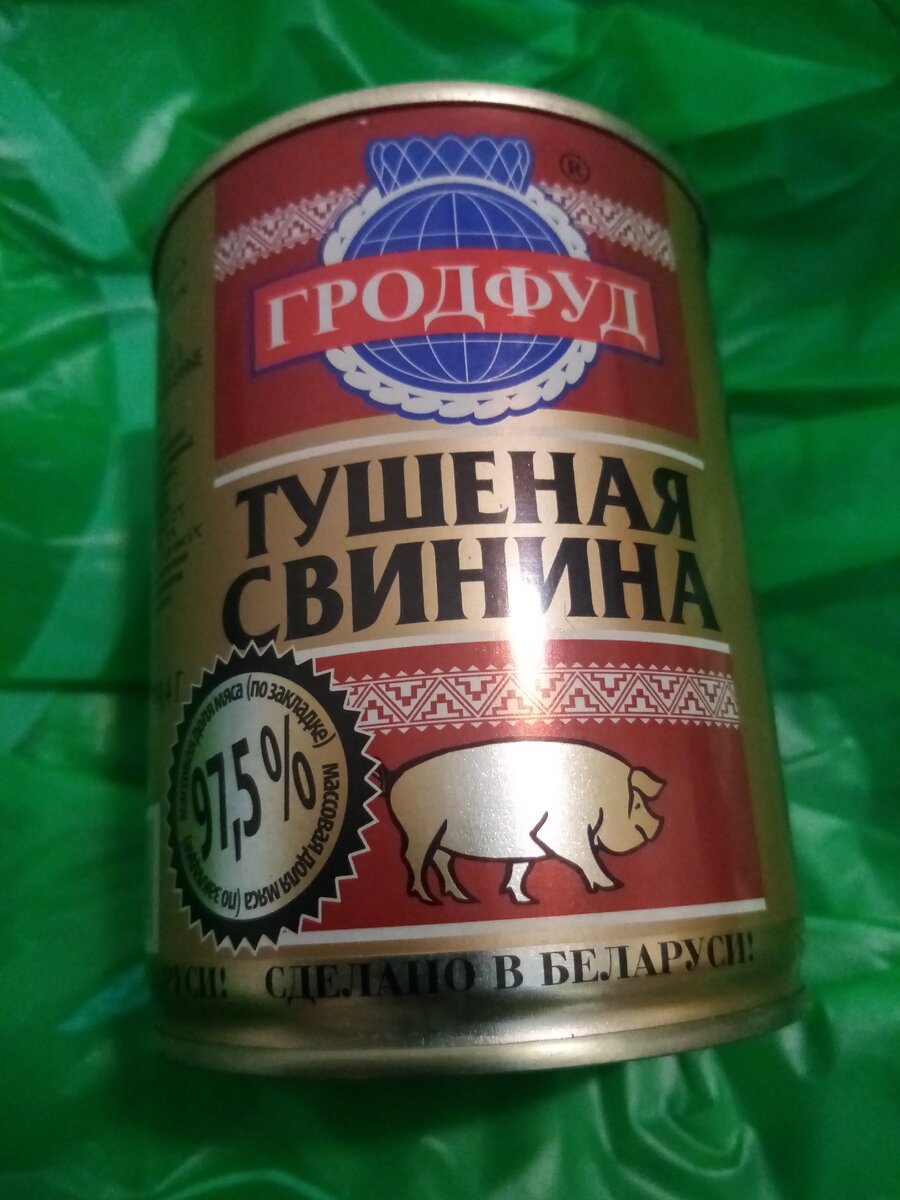 ®
ГРОДФУД
ТУШЕНАЯ
СВИНИНА
массовая доля мяса (по закладке)
97,5%
массовая доля мяса (по закладке)
СДЕЛАНО В БЕЛАРУСИ!